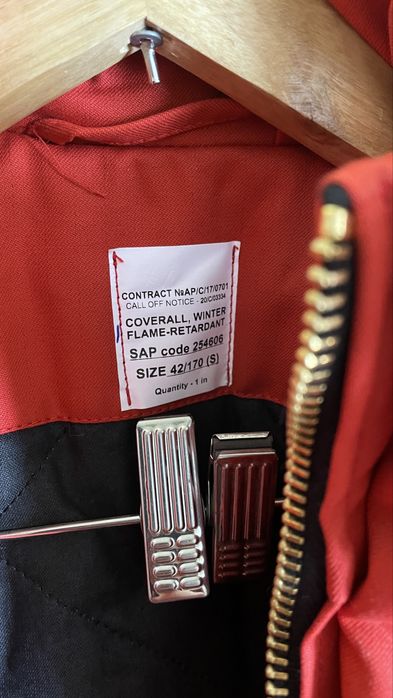 CONTRACT №AP/C/17/0701
CALL OFF NOTICE - 20/C/03334
COVERALL, WINTER
FLAME-RETARDANT
SAP code 254606
SIZE 42/170 (S)
Quantity - 1 in